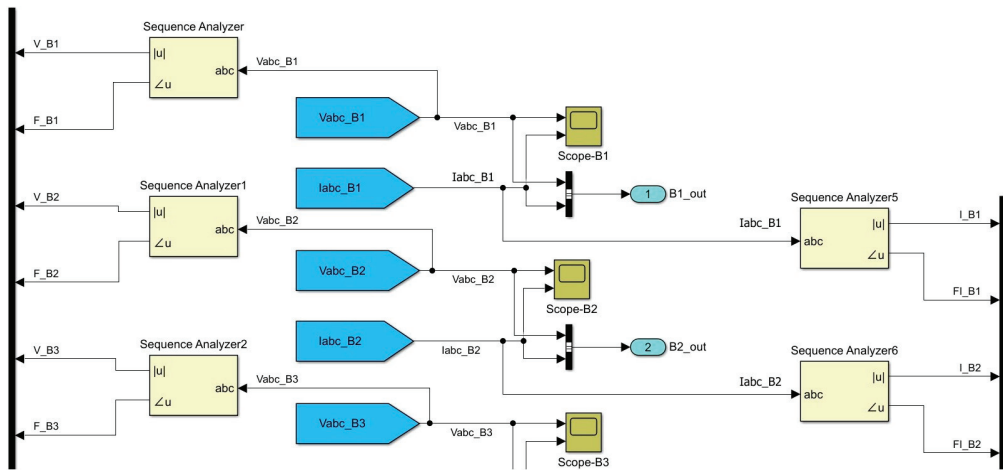 Sequence Analyzer
V_B1
|u|
abc
∠u
F_B1
Vabc_B1
Vabc_B1
Vabc_B1
Scope-B1
Iabc_B1
Iabc_B1
1
B1_out
Sequence Analyzer1
V_B2
|u|
abc
∠u
F_B2
Vabc_B2
Sequence Analyzer5
Iabc_B1
abc
|u|
∠u
I_B1
FI_B1
Vabc_B2
Vabc_B2
Scope-B2
Iabc_B2
Iabc_B2
2
B2_out
Sequence Analyzer2
V_B3
|u|
abc
∠u
F_B3
Vabc_B3
Sequence Analyzer6
Iabc_B2
abc
|u|
∠u
I_B2
FI_B2
Vabc_B3
Vabc_B3
Scope-B3